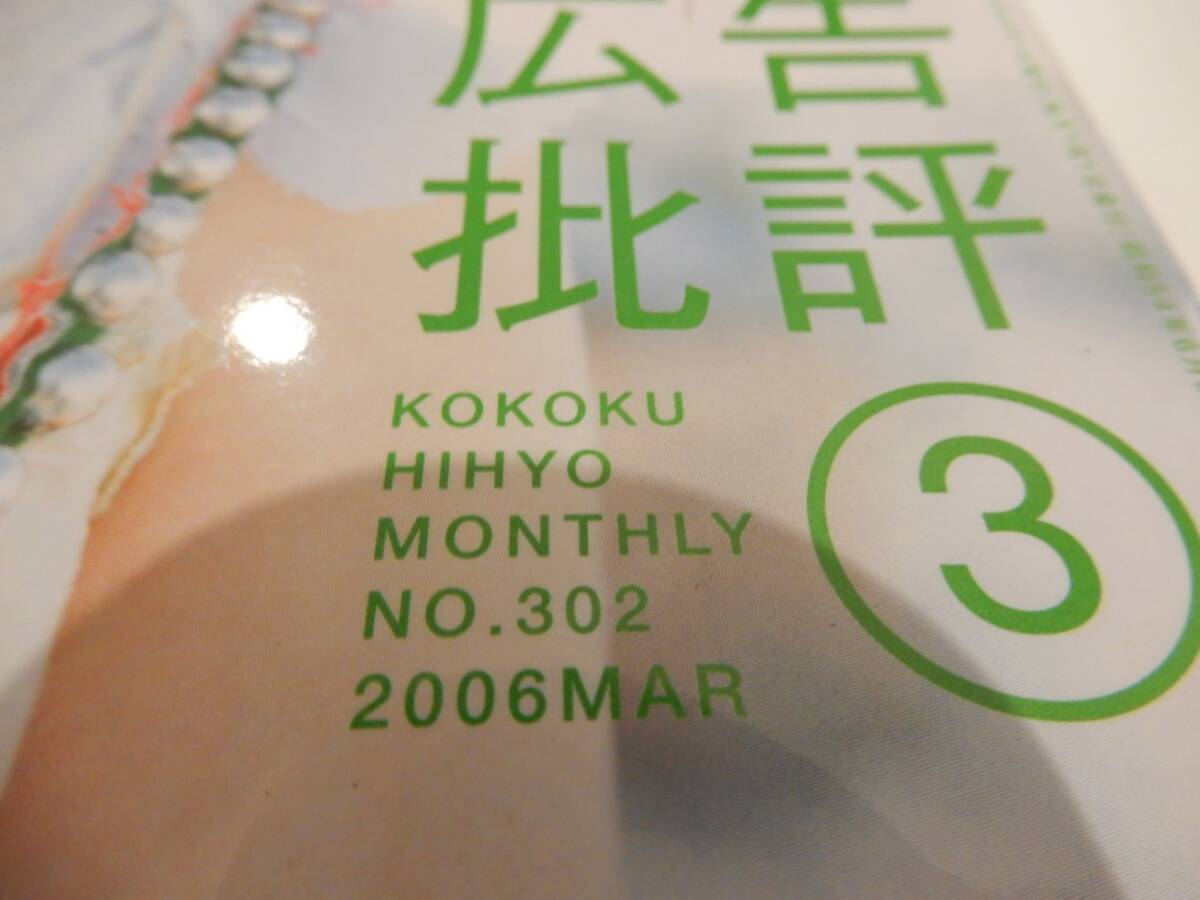 広告
批評
KOKOKU
HIHYO
MONTHLY
NO.302
2006MAR
3